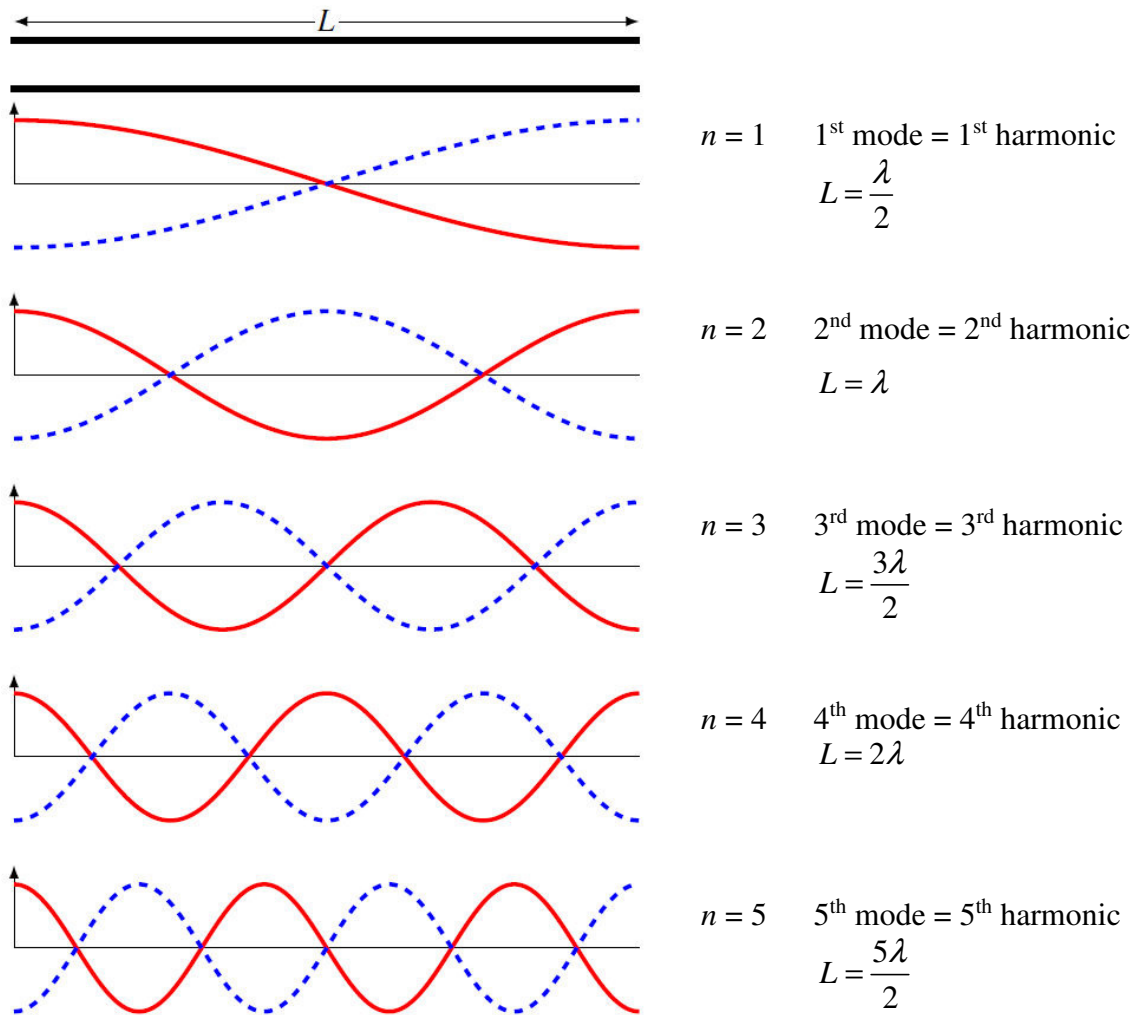 L
n = 1 1st mode = 1st harmonic
L = λ/2
n = 2 2nd mode = 2nd harmonic
L = λ
n = 3 3rd mode = 3rd harmonic
L = 3λ/2
n = 4 4th mode = 4th harmonic
L = 2λ
n = 5 5th mode = 5th harmonic
L = 5λ/2